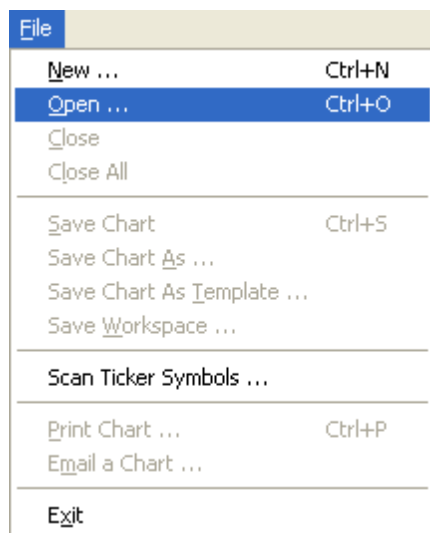 File
New ... Ctrl+N
Open ... Ctrl+O
Close
Close All
Save Chart Ctrl+S
Save Chart As ...
Save Chart As Template ...
Save Workspace ...
Scan Ticker Symbols ...
Print Chart ... Ctrl+P
Email a Chart ...
Exit